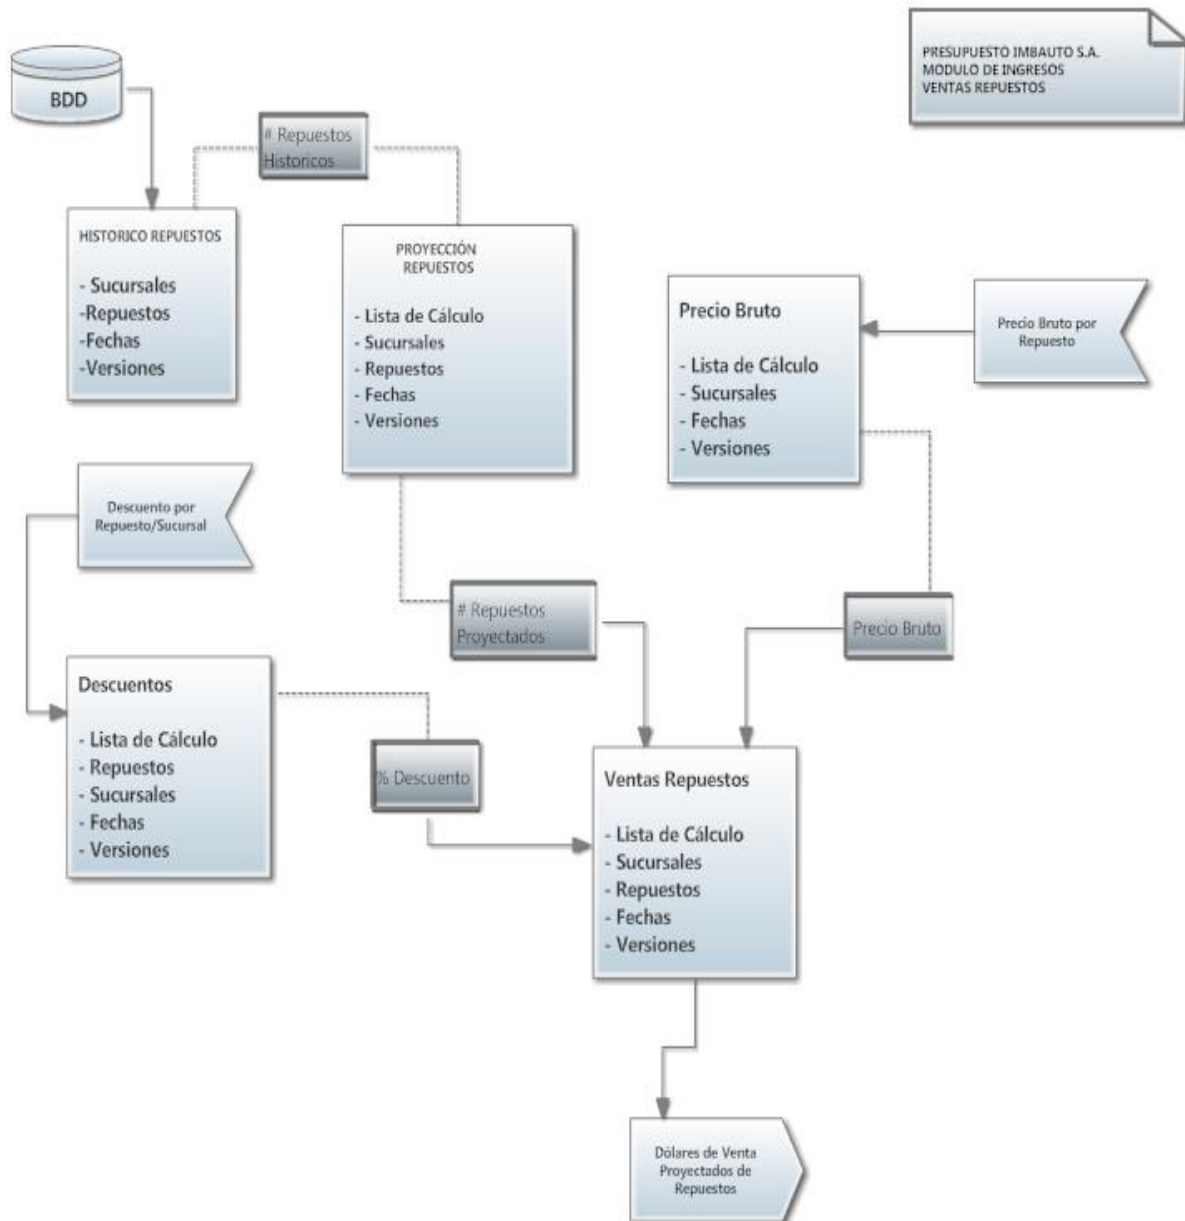 PRESUPUESTO IMBAUTO S.A.
MODULO DE INGRESOS
VENTAS REPUESTOS
BDD
# Repuestos
Historicos
HISTORICO REPUESTOS
- Sucursales
-Repuestos
-Fechas
-Versiones
PROYECCIÓN
REPUESTOS
- Lista de Cálculo
- Sucursales
- Repuestos
- Fechas
- Versiones
Precio Bruto
- Lista de Cálculo
- Sucursales
- Fechas
- Versiones
Precio Bruto por
Repuesto
Descuento por
Repuesto/Sucursal
# Repuestos
Proyectados
Precio Bruto
Descuentos
- Lista de Cálculo
- Repuestos
- Sucursales
- Fechas
- Versiones
% Descuento
Ventas Repuestos
- Lista de Cálculo
- Sucursales
- Repuestos
- Fechas
- Versiones
Dólares de Venta
Proyectados de
Repuestos